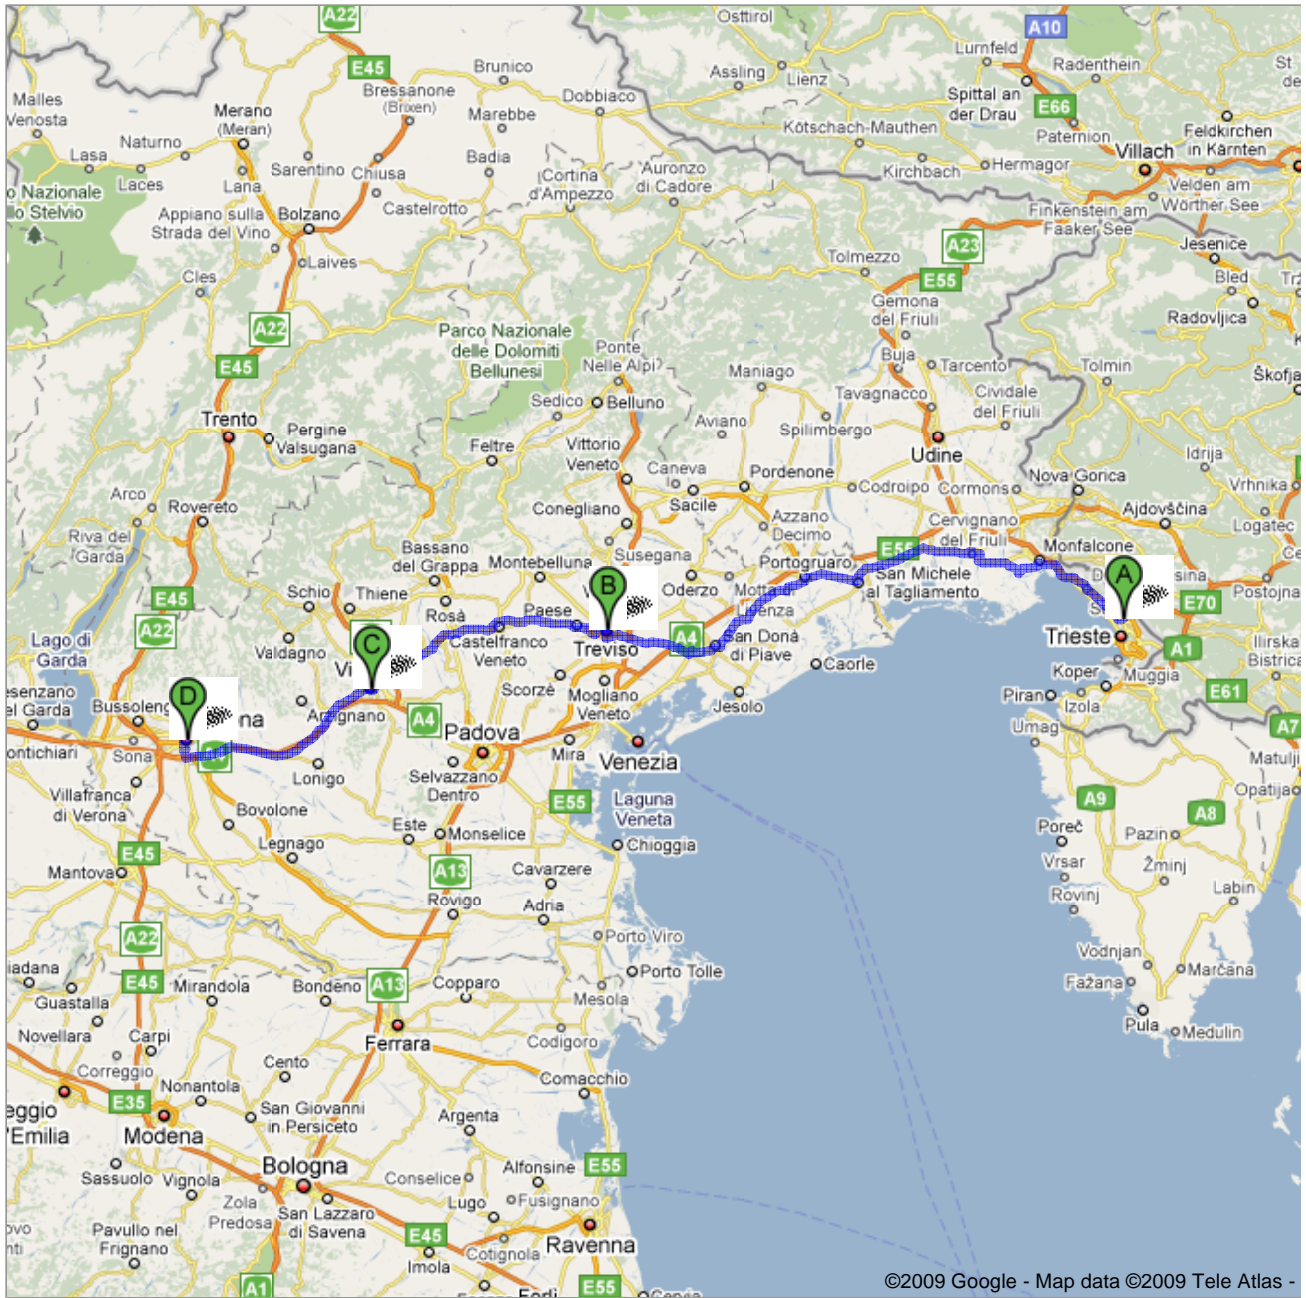 A22
Osttirol
A10
Lurnfeld
Radenthein
St
de
E45
Brunico
Assling
Lienz
Spittal an
der Drau
E66
Malles
Venosta
Merano
(Meran)
Bressanone
(Brixen)
Marebbe
Dobbiaco
Kötschach-Mauthen
Paternion
Feldkirchen
in Kärnten
Naturno
Lasa
Laces
Sarentino
Chiusa
Badia
Auronzo
di Cadore
Kirchbach
Hermagor
Villach
Velden am
Wörther See
o Nazionale
lo Stelvio
Lana
Appiano sulla
Strada del Vino
Bolzano
Castelrotto
(Cortina
d'Ampezzo
Finkenstein am
Faaker See
Laives
Cles
A23
Jesenice
Tolmezzo
E55
Bled
Trž
Gemona
del Friuli
Radovljica
A22
E45
Parco Nazionale
delle Dolomiti
Bellunesi
Ponte
Nelle Alpi
Maniago
Buja
Tarcento
Tolmin
Škofja
Sedico
Belluno
Tavagnacco
Cividale
del Friuli
Trento
Pergine
Valsugana
Aviano
Spilimbergo
Feltre
Vittorio
Veneto
Udine
Idrija
Caneva
Pordenone
Nova Gorica
Vrhnika
Arco
Rovereto
Sacile
Codroipo
Cormons
Ajdovščina
Riva del
Garda
Conegliano
Azzano
Decimo
Cervignano
del Friuli
Logatec
Bassano
del Grappa
Montebelluna
Susegana
Portogruaro
E55
Monfalcone
E45
Schio
Thiene
Oderzo
San Michele
al Tagliamento
A
E70
Postojna
A22
Rosà
Paese
B
Treviso
A4
San Donà
di Piave
Trieste
A1
Lago di
Garda
Valdagno
C
Castelfranco
Veneto
Caorle
Koper
Muggia
Ilirska
Bistrica
Scorzè
Mogliano
Veneto
Jesolo
Piran
Izola
E61
Bussoleng
D
na
Arzignano
A4
Padova
Umag
A7
Sona
Lonigo
Selvazzano
Dentro
Mira
Venezia
Matulji
Villafranca
di Verona
Bovolone
E55
Laguna
Veneta
A9
A8
Opatija
Este
Monselice
Poreč
Pazin
E45
Legnago
Chioggia
Vrsar
Žminj
Mantova
A13
Cavarzere
Rovinj
Labin
Rovigo
Adria
A22
Porto Viro
Vodnjan
Marčana
E45
A13
Copparo
Porto Tolle
Fažana
Guastalla
Mirandola
Bondeno
Mesola
Pula
Medulin
Novellara
Carpi
Ferrara
Codigoro
Correggio
Cento
Comacchio
Nonantola
eggio
'Emilia
E35
Modena
San Giovanni
in Persiceto
Argenta
Bologna
Alfonsine
E55
Sassuolo
Vignola
Conselice
Zola
Predosa
San Lazzaro
di Savena
Lugo
Fusignano
Pavullo nel
Frignano
E45
Cotignola
Ravenna
Imola
A1
E55
©2009 Google - Map data ©2009 Tele Atlas -